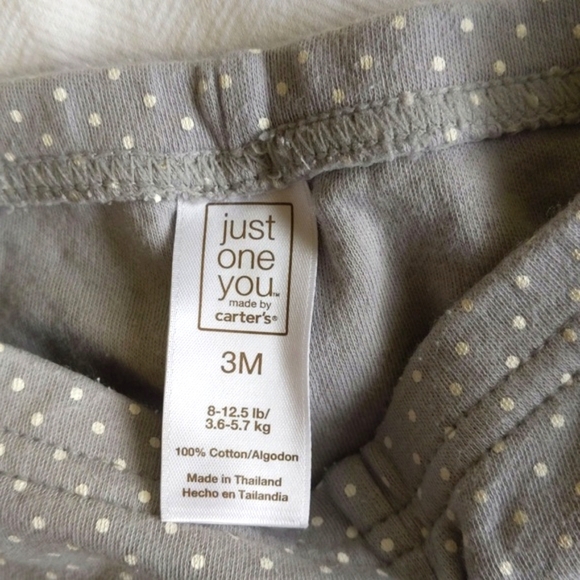 just
one
you™
made by
carter's®
3M
8-12.5 lb/
3.6-5.7 kg
100% Cotton/Algodon
Made in Thailand
Hecho en Tailandia